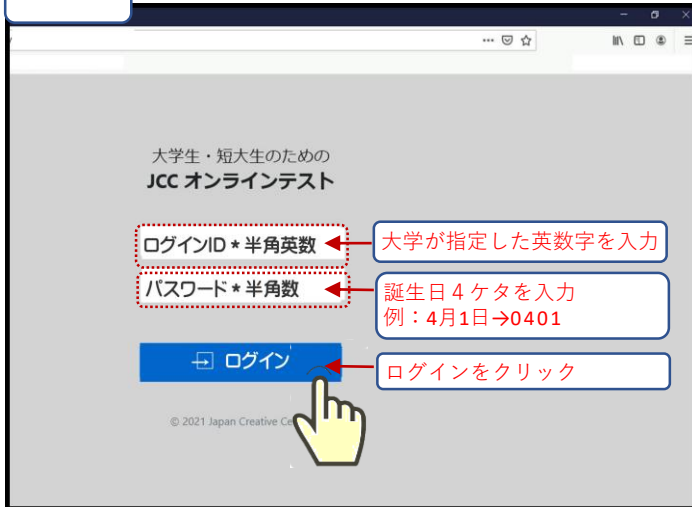 大学生・短大生のための
JCC オンラインテスト
ログインID * 半角英数
大学が指定した英数字を入力
パスワード * 半角数
誕生日４ケタを入力
例：4月1日→0401
ログイン
ログインをクリック
© 2021 Japan Creative Ce